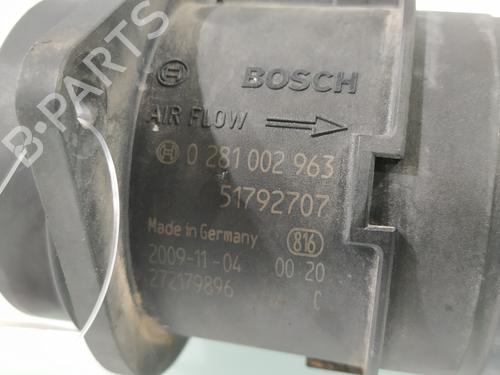 BOSCH
AIR FLOW
0 281 002 963
51792707
Made in Germany 816
2009-11-04 00:20
272179896 C
B-PARTS